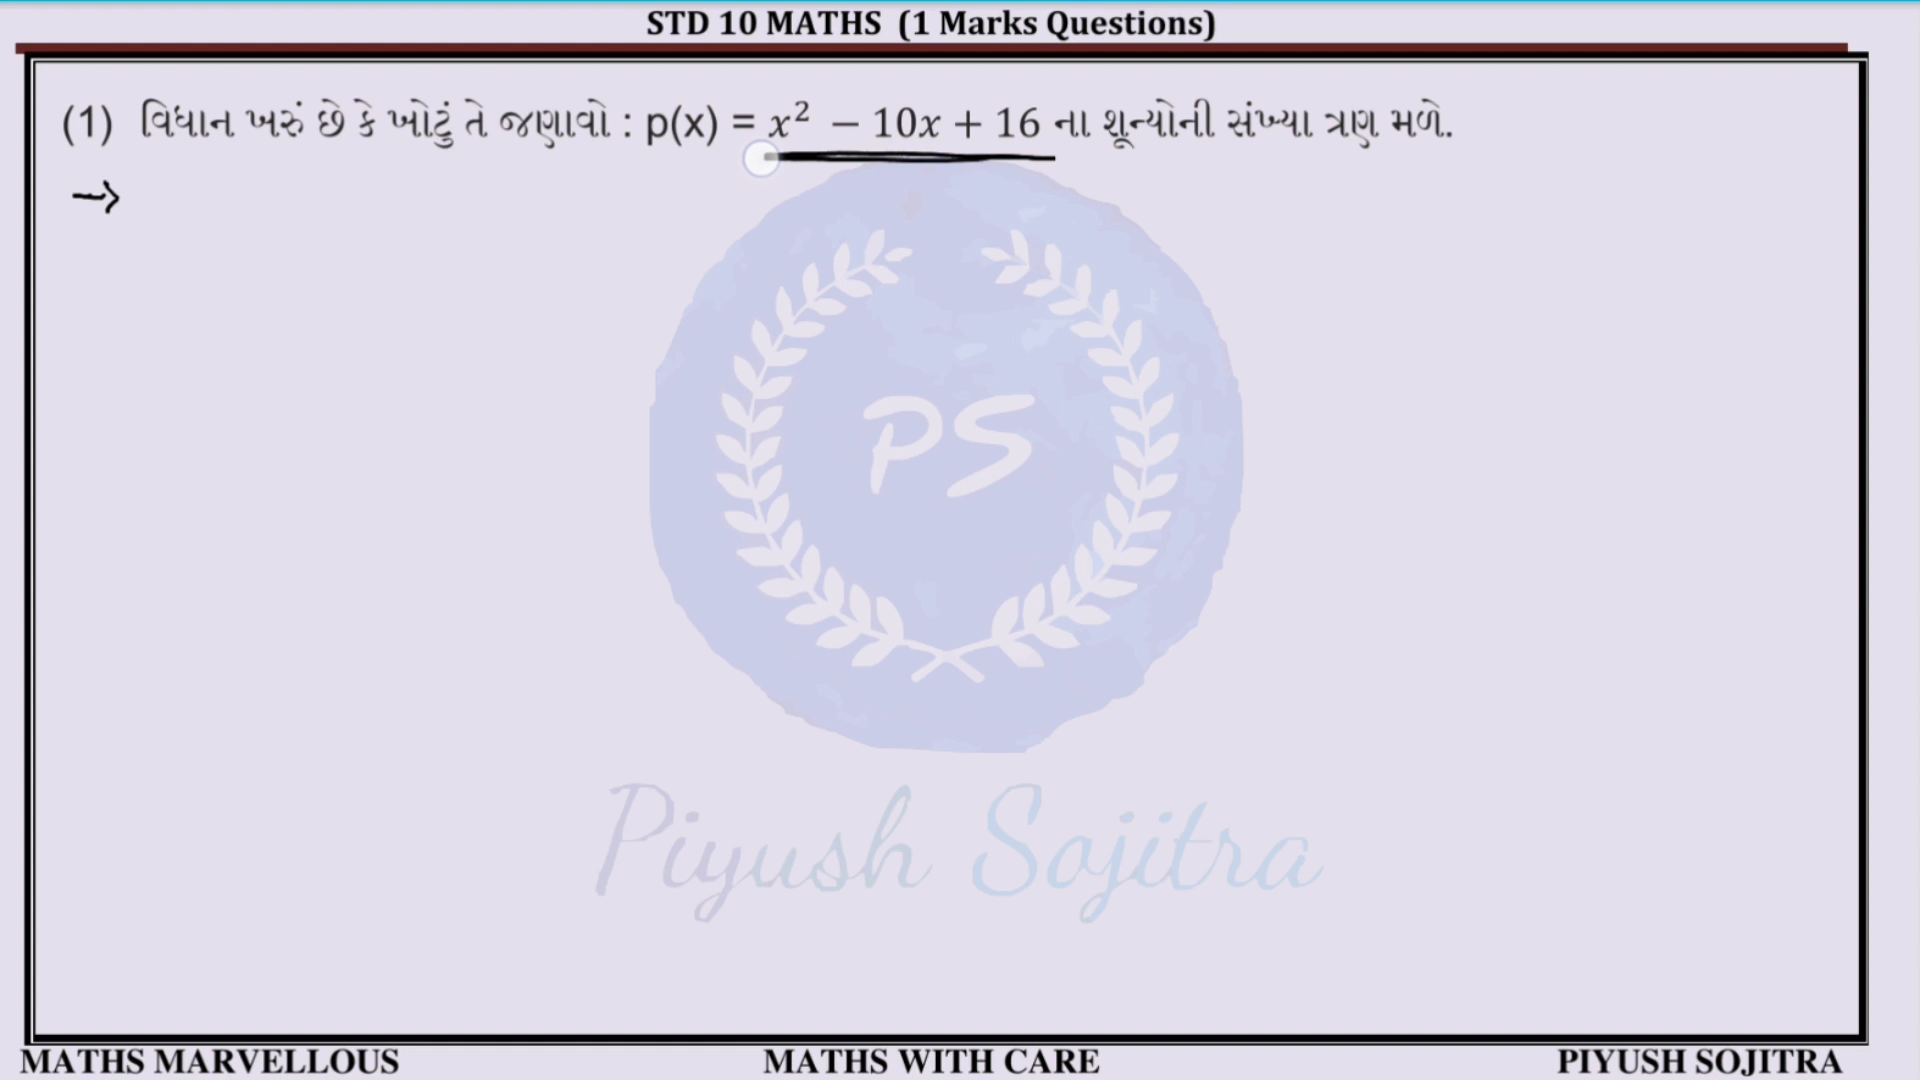 STD 10 MATHS (1 Marks Questions)
(1) વિધાન ખરું છે કે ખોટું તે જણાવો : p(x) = x² − 10x + 16 ના શૂન્યોની સંખ્યા ત્રણ મળે.
→
PS
Piyush Sojitra
MATHS MARVELLOUS MATHS WITH CARE PIYUSH SOJITRA